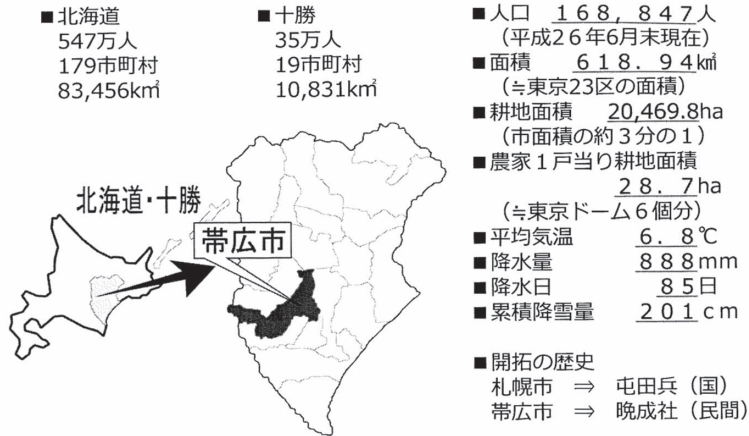 ■北海道
547万人
179市町村
83,456k㎡
■十勝
35万人
19市町村
10,831k㎡
北海道・十勝
帯広市
■人口　１６８，８４７人
（平成２６年6月末現在）
■面積　６１８．９４k㎡
（≒東京23区の面積）
■耕地面積　20,469.8ha
（市面積の約３分の１）
■農家１戸当り耕地面積
２８．７ha
（≒東京ドーム６個分）
■平均気温　６．８℃
■降水量　８８８mm
■降水日　８５日
■累積降雪量　２０１ｃｍ
■開拓の歴史
札幌市　⇒　屯田兵（国）
帯広市　⇒　晩成社（民間）